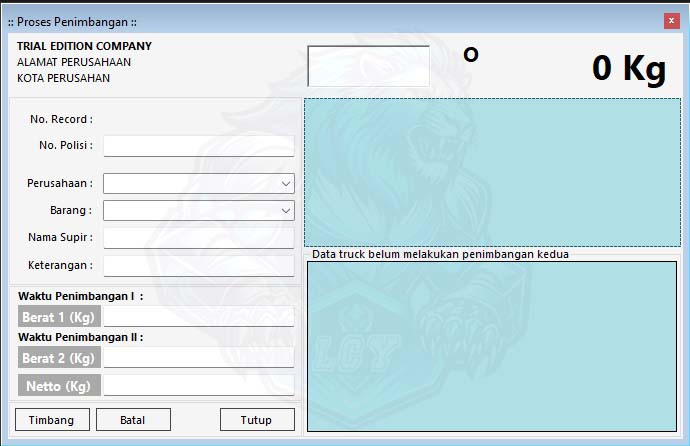 :: Proses Penimbangan ::
x
TRIAL EDITION COMPANY
ALAMAT PERUSAHAAN
KOTA PERUSAHAN
O
0 Kg
No. Record :
No. Polisi :
Perusahaan :
Barang :
Nama Supir :
Keterangan :
Data truck belum melakukan penimbangan kedua
Waktu Penimbangan I :
Berat 1 (Kg)
Waktu Penimbangan II :
Berat 2 (Kg)
Netto (Kg)
LGY
Timbang
Batal
Tutup